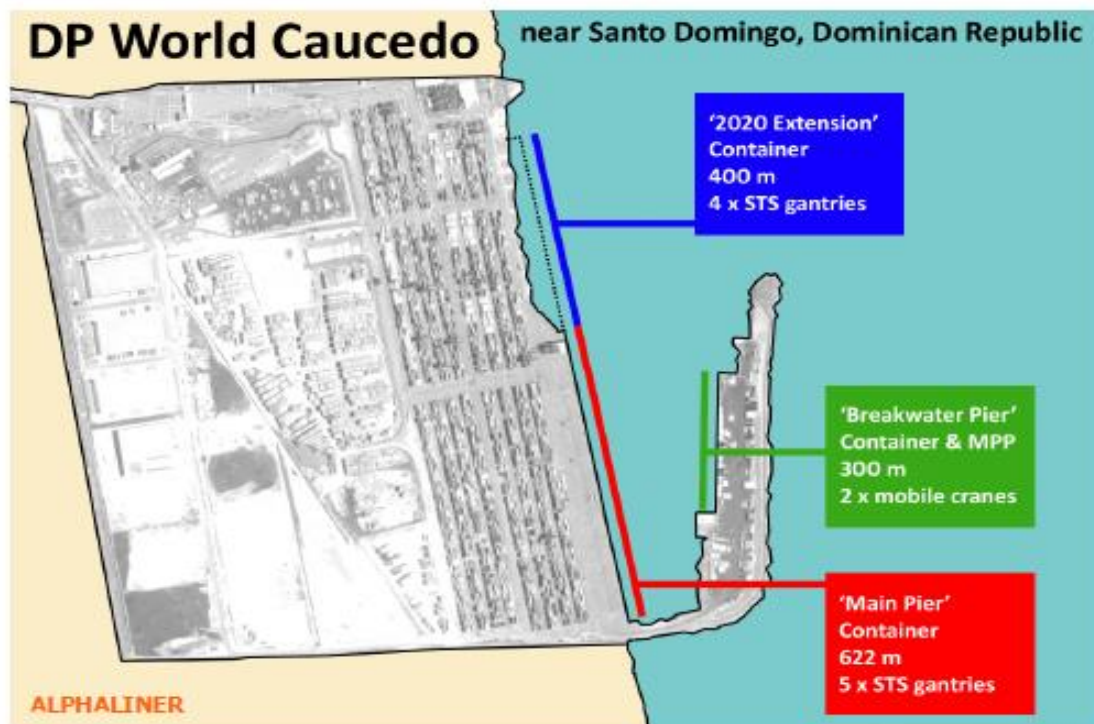 DP World Caucedo
near Santo Domingo, Dominican Republic
‘2020 Extension’
Container
400 m
4 x STS gantries
‘Breakwater Pier’
Container & MPP
300 m
2 x mobile cranes
‘Main Pier’
Container
622 m
5 x STS gantries
ALPHALINER